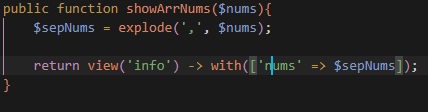 public function showArrNums($nums){
$sepNums = explode(',', $nums);
return view('info') -> with(['nums' => $sepNums]);
}